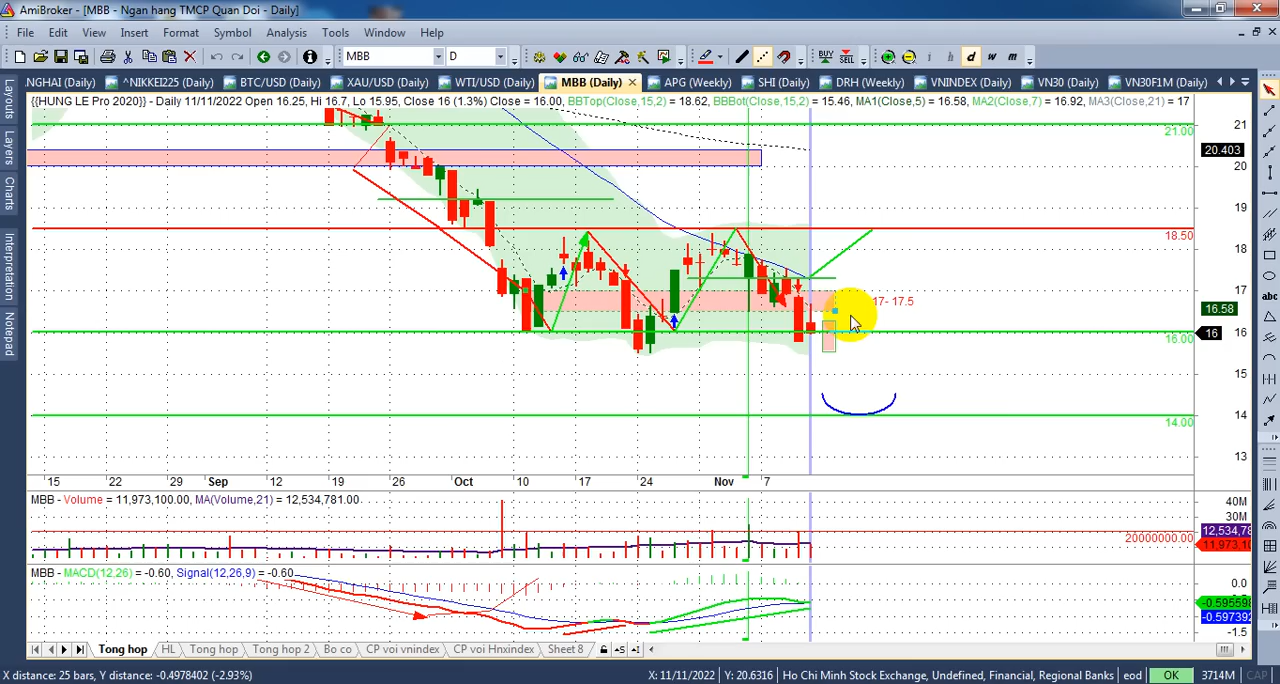 AmiBroker - [MBB - Ngan hang TMCP Quan Doi - Daily]
File Edit View Insert Format Symbol Analysis Tools Window Help
MBB D BUY SELL i h d w m
NGHAI (Daily) ^NIKKEI225 (Daily) BTC/USD (Daily) XAU/USD (Daily) WTI/USD (Daily) MBB (Daily) APG (Weekly) SHI (Daily) DRH (Weekly) VNINDEX (Daily) VN30 (Daily) VN30F1M (Daily)
{{HUNG LE Pro 2020}} - Daily 11/11/2022 Open 16.25, Hi 16.7, Lo 15.95, Close 16 (1.3%) Close = 16.00, BBTop(Close,15,2) = 18.62, BBBot(Close,15,2) = 15.46, MA1(Close,5) = 16.58, MA2(Close,7) = 16.92, MA3(Close,21) = 17
Layouts
Layers
Charts
Interpretation
Notepad
abc
21
21.00
20.403
20
19
18.50
18
17
17- 17.5
16.58
16
16
16.00
15
14
14.00
13
15 22 29 Sep 12 19 26 Oct 10 17 24 Nov 7
MBB - Volume = 11,973,100.00, MA(Volume,21) = 12,534,781.00
40M
30M
12,534,78
20000000.00
11,973,10
MBB - MACD(12,26) = -0.60, Signal(12,26,9) = -0.60
0.0
-0.595598
-0.597392
-1.5
Tong hop HL Tong hop Tong hop 2 Bo co CP voi vnindex CP voi Hnxindex Sheet 8
X distance: 25 bars, Y distance: -0.4978402 (-2.93%) X: 11/11/2022 Y: 20.6316 Ho Chi Minh Stock Exchange, Undefined, Financial, Regional Banks eod OK 3714M CAP